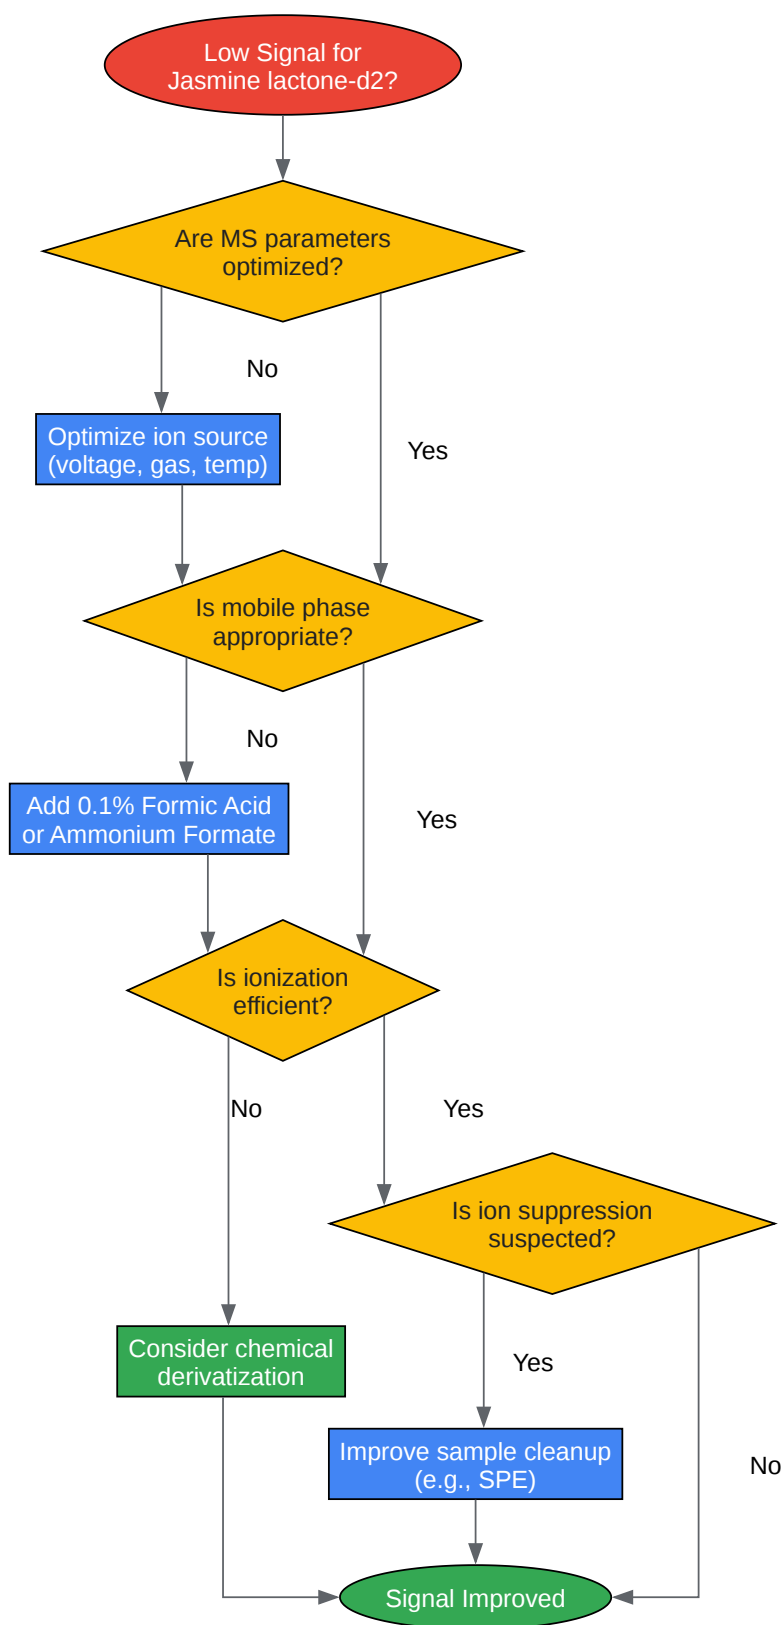 Low Signal for
Jasmine lactone-d2?
Are MS parameters
optimized?
No
Optimize ion source
(voltage, gas, temp)
Yes
Is mobile phase
appropriate?
No
Add 0.1% Formic Acid
or Ammonium Formate
Yes
Is ionization
efficient?
No
Yes
Is ion suppression
suspected?
Consider chemical
derivatization
Yes
Improve sample cleanup
(e.g., SPE)
No
Signal Improved